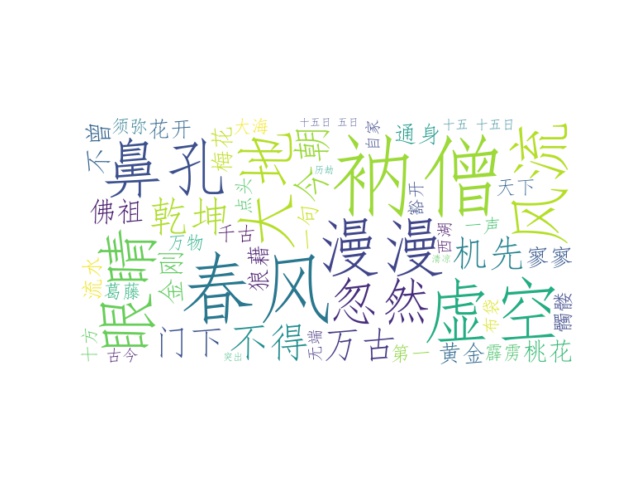 十五日 五日
十五 十五日
须弥
花开
大海
自家
通身
不曾
鼻孔
梅花
大地
今朝
历劫
衲僧
风流
点头
豁开
天下
佛祖
乾坤
一句
漫漫
西湖
一声
千古
狼藉
眼睛
万物
机先
寥寥
流水
金刚
春风
忽然
清凉
虚空
葛藤
布袋
髑髅
十方
门下
不得
无端
万古
古今
突出
第一
黄金
霹雳
桃花